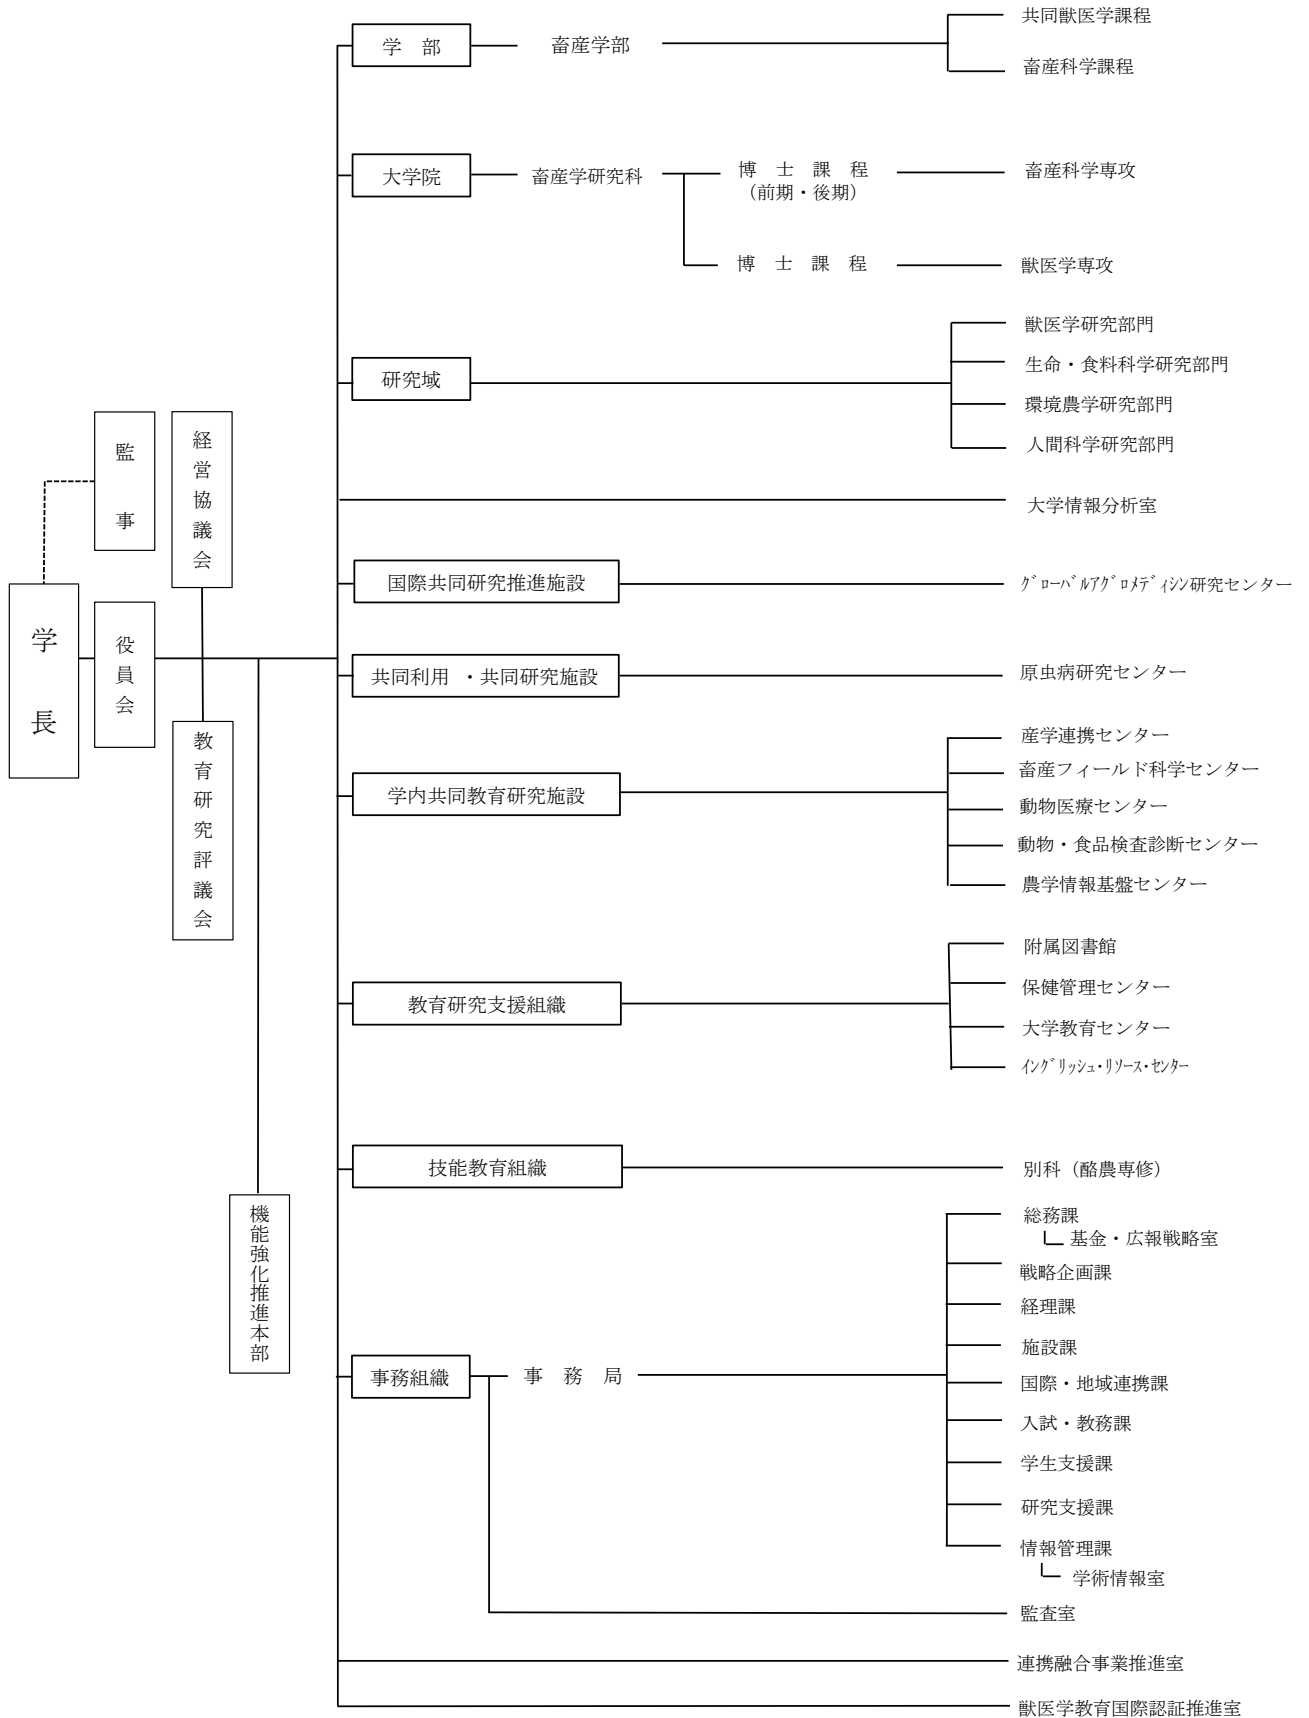 学長
監事
役員会
経営協議会
教育研究評議会
機能強化推進本部
学　部
畜産学部
共同獣医学課程
畜産科学課程
大学院
畜産学研究科
博　士　課　程
（前期・後期）
畜産科学専攻
博　士　課　程
獣医学専攻
研究域
獣医学研究部門
生命・食料科学研究部門
環境農学研究部門
人間科学研究部門
大学情報分析室
国際共同研究推進施設
ｸﾞﾛｰﾊﾞﾙｱｸﾞﾛﾒﾃﾞｨｼﾝ研究センター
共同利用 ・共同研究施設
原虫病研究センター
学内共同教育研究施設
産学連携センター
畜産フィールド科学センター
動物医療センター
動物・食品検査診断センター
農学情報基盤センター
教育研究支援組織
附属図書館
保健管理センター
大学教育センター
ｲﾝｸﾞﾘｯｼｭ・ﾘｿｰｽ・ｾﾝﾀｰ
技能教育組織
別科（酪農専修）
事務組織
事　務　局
総務課
基金・広報戦略室
戦略企画課
経理課
施設課
国際・地域連携課
入試・教務課
学生支援課
研究支援課
情報管理課
学術情報室
監査室
連携融合事業推進室
獣医学教育国際認証推進室